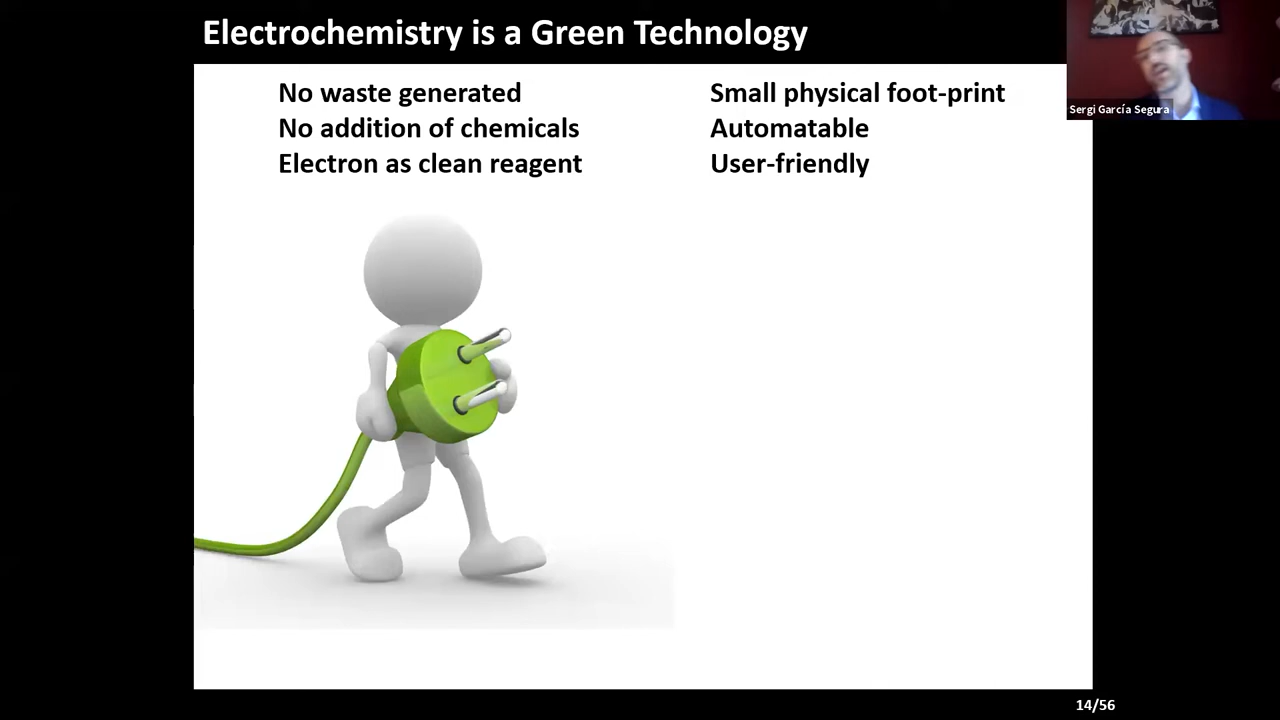 Electrochemistry is a Green Technology
No waste generated
No addition of chemicals
Electron as clean reagent
Small physical foot-print
Automatable
User-friendly
Sergi García Segura
14/56